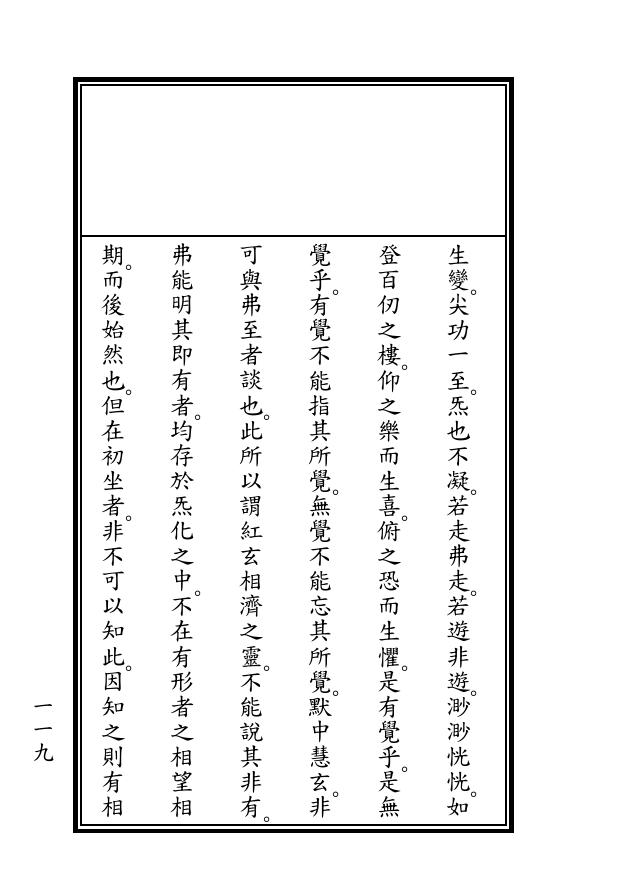 生變。尖功一至。炁也不凝。若走弗走。若遊非遊。渺渺恍恍。如
登百仞之樓。仰之樂而生喜。俯之恐而生懼。是有覺乎。是無
覺乎。有覺不能指其所覺。無覺不能忘其所覺。默中慧玄。非
可與弗至者談也。此所以謂紅玄相濟之靈。不能說其非有。
弗能明其即有者。均存於炁化之中。不在有形者之相望相
期。而後始然也。但在初坐者。非不可以知此。因知之則有相
一一九